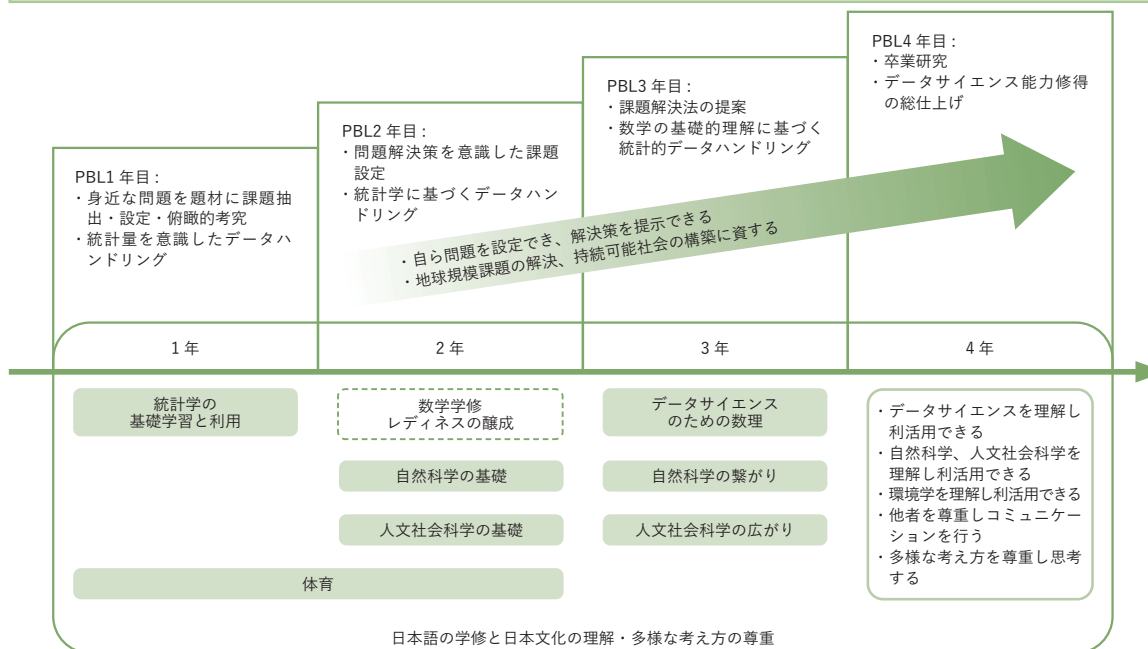 PBL1 年目：
・身近な問題を題材に課題抽
出・設定・俯瞰的考究
・統計量を意識したデータハ
ンドリング
PBL2 年目：
・問題解決策を意識した課題
設定
・統計学に基づくデータハン
ドリング
PBL3 年目：
・課題解決法の提案
・数学の基礎的理解に基づく
統計的データハンドリング
PBL4 年目：
・卒業研究
・データサイエンス能力修得
の総仕上げ
・自ら問題を設定でき、解決策を提示できる
・地球規模課題の解決、持続可能社会の構築に資する
1 年
2 年
3 年
4 年
統計学の
基礎学習と利用
数学学修
レディネスの醸成
データサイエンス
のための数理
自然科学の基礎
自然科学の繋がり
人文社会科学の基礎
人文社会科学の広がり
体育
・データサイエンスを理解し
利活用できる
・自然科学、人文社会科学を
理解し利活用できる
・環境学を理解し利活用できる
・他者を尊重しコミュニケー
ションを行う
・多様な考え方を尊重し思考
する
日本語の学修と日本文化の理解・多様な考え方の尊重